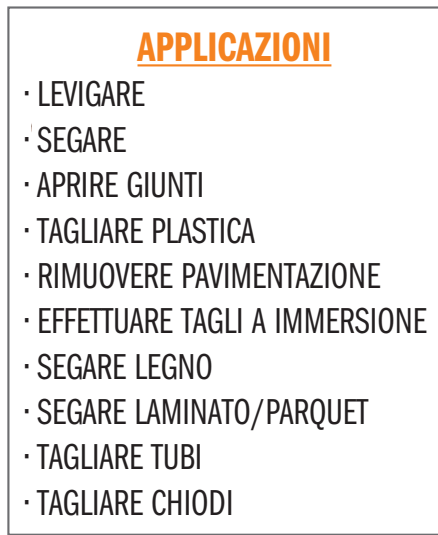 APPLICAZIONI
· LEVIGARE
· SEGARE
· APRIRE GIUNTI
· TAGLIARE PLASTICA
· RIMUOVERE PAVIMENTAZIONE
· EFFETTUARE TAGLI A IMMERSIONE
· SEGARE LEGNO
· SEGARE LAMINATO/PARQUET
· TAGLIARE TUBI
· TAGLIARE CHIODI